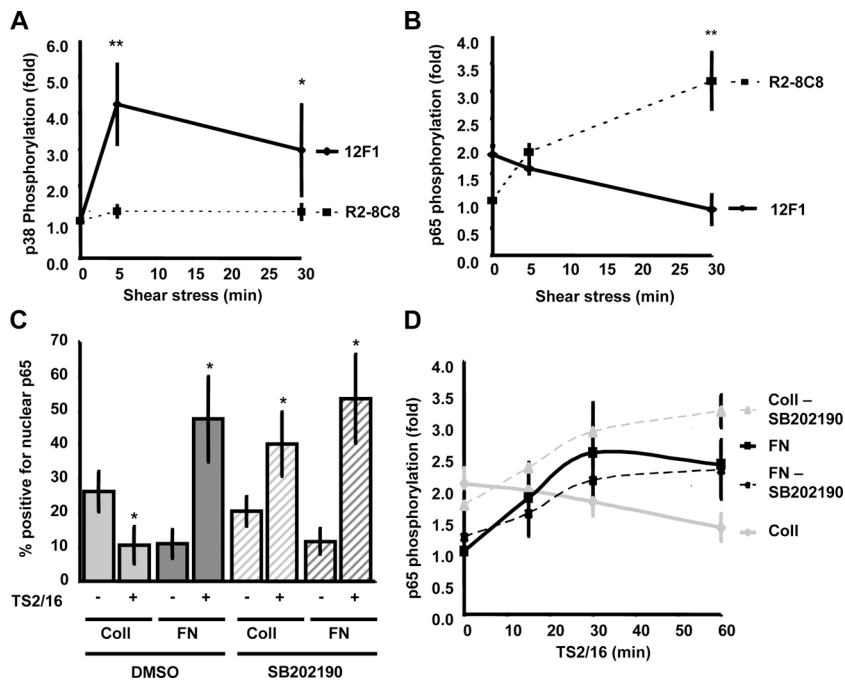 A
p38 Phosphorylation (fold)
6.0
5.0
4.0
3.0
2.0
1.0
0.0
**
*
12F1
R2-8C8
0 5 10 15 20 25 30
Shear stress (min)
B
p65 phosphorylation (fold)
4.0
3.5
3.0
2.5
2.0
1.5
1.0
0.5
0.0
**
R2-8C8
12F1
0 5 10 15 20 25 30
Shear stress (min)
C
% positive for nuclear p65
70
60
50
40
30
20
10
0
* * * *
TS2/16 - + - + - + - +
Coll FN Coll FN
DMSO SB202190
D
p65 phosphorylation (fold)
4.0
3.5
3.0
2.5
2.0
1.5
1.0
0.5
0.0
Coll –
SB202190
FN
FN –
SB202190
Coll
0 10 20 30 40 50 60
TS2/16 (min)